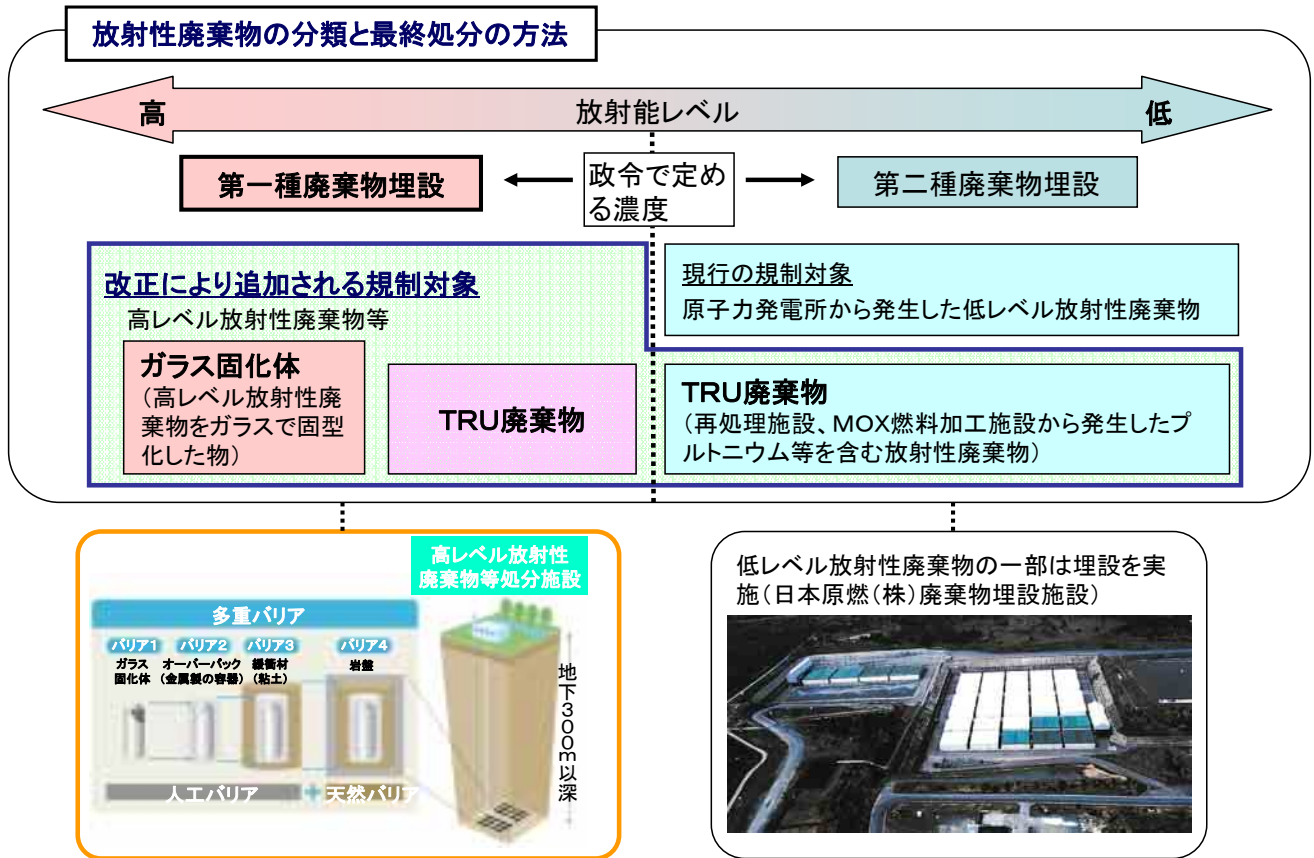 放射性廃棄物の分類と最終処分の方法
高
放射能レベル
低
第一種廃棄物埋設
政令で定め
る濃度
第二種廃棄物埋設
改正により追加される規制対象
高レベル放射性廃棄物等
ガラス固化体
（高レベル放射性廃
棄物をガラスで固型
化した物）
ＴＲＵ廃棄物
現行の規制対象
原子力発電所から発生した低レベル放射性廃棄物
ＴＲＵ廃棄物
（再処理施設、ＭＯＸ燃料加工施設から発生したプ
ルトニウム等を含む放射性廃棄物）
高レベル放射性
廃棄物等処分施設
多重バリア
バリア1
バリア2
バリア3
バリア4
ガラス
固化体
オーバーパック
（金属製の容器）
緩衝材
（粘土）
岩盤
人工バリア
＋
天然バリア
地下３００ｍ以深
低レベル放射性廃棄物の一部は埋設を実
施（日本原燃（株）廃棄物埋設施設）